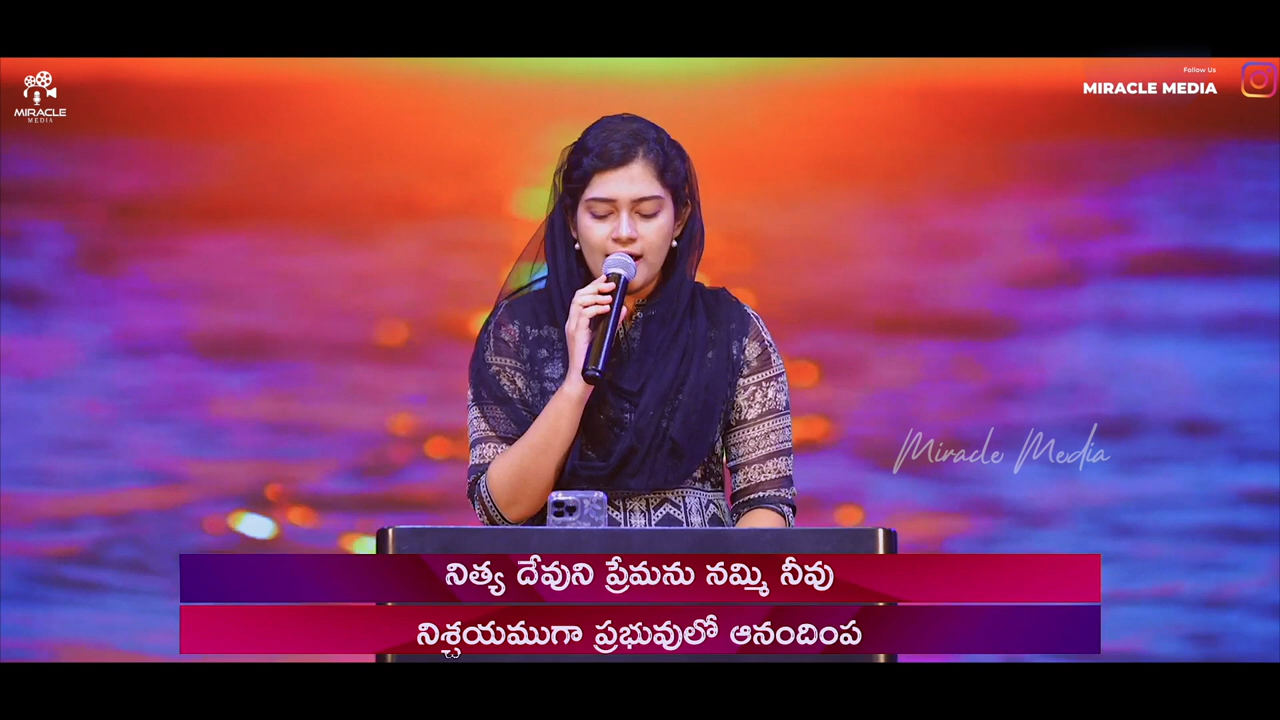 Follow Us
MIRACLE MEDIA
MIRACLE
MEDIA
Miracle Media
నిత్య దేవుని ప్రేమను నమ్మి నీవు
నిశ్చయముగా ప్రభువులో ఆనందింప